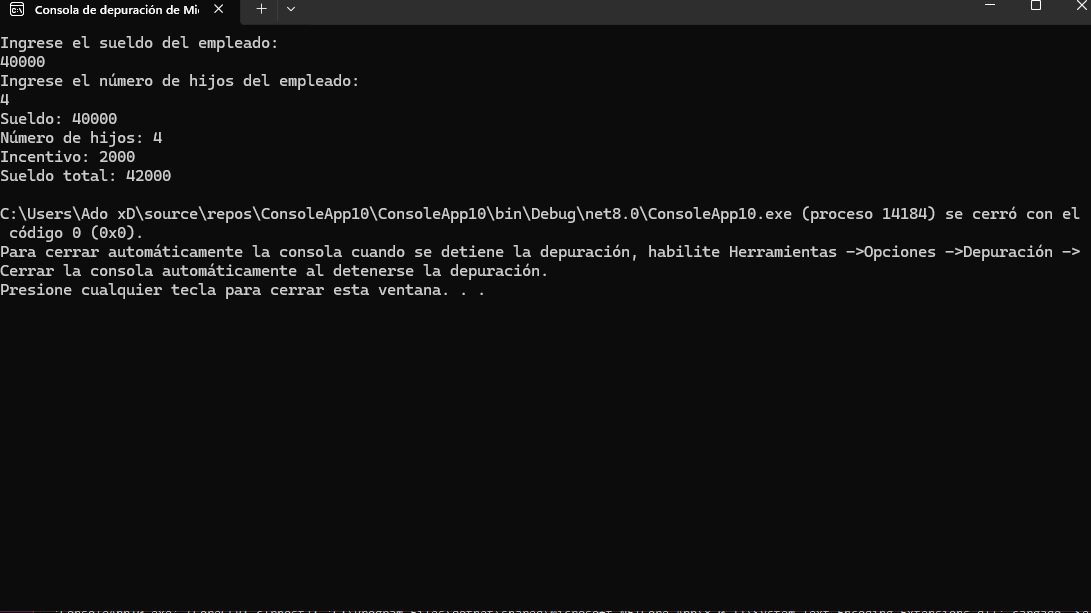 Consola de depuración de Mi
Ingrese el sueldo del empleado:
40000
Ingrese el número de hijos del empleado:
4
Sueldo: 40000
Número de hijos: 4
Incentivo: 2000
Sueldo total: 42000
C:\Users\Ado xD\source\repos\ConsoleApp10\ConsoleApp10\bin\Debug\net8.0\ConsoleApp10.exe (proceso 14184) se cerró con el
código 0 (0x0).
Para cerrar automáticamente la consola cuando se detiene la depuración, habilite Herramientas ->Opciones ->Depuración ->
Cerrar la consola automáticamente al detenerse la depuración.
Presione cualquier tecla para cerrar esta ventana. . .